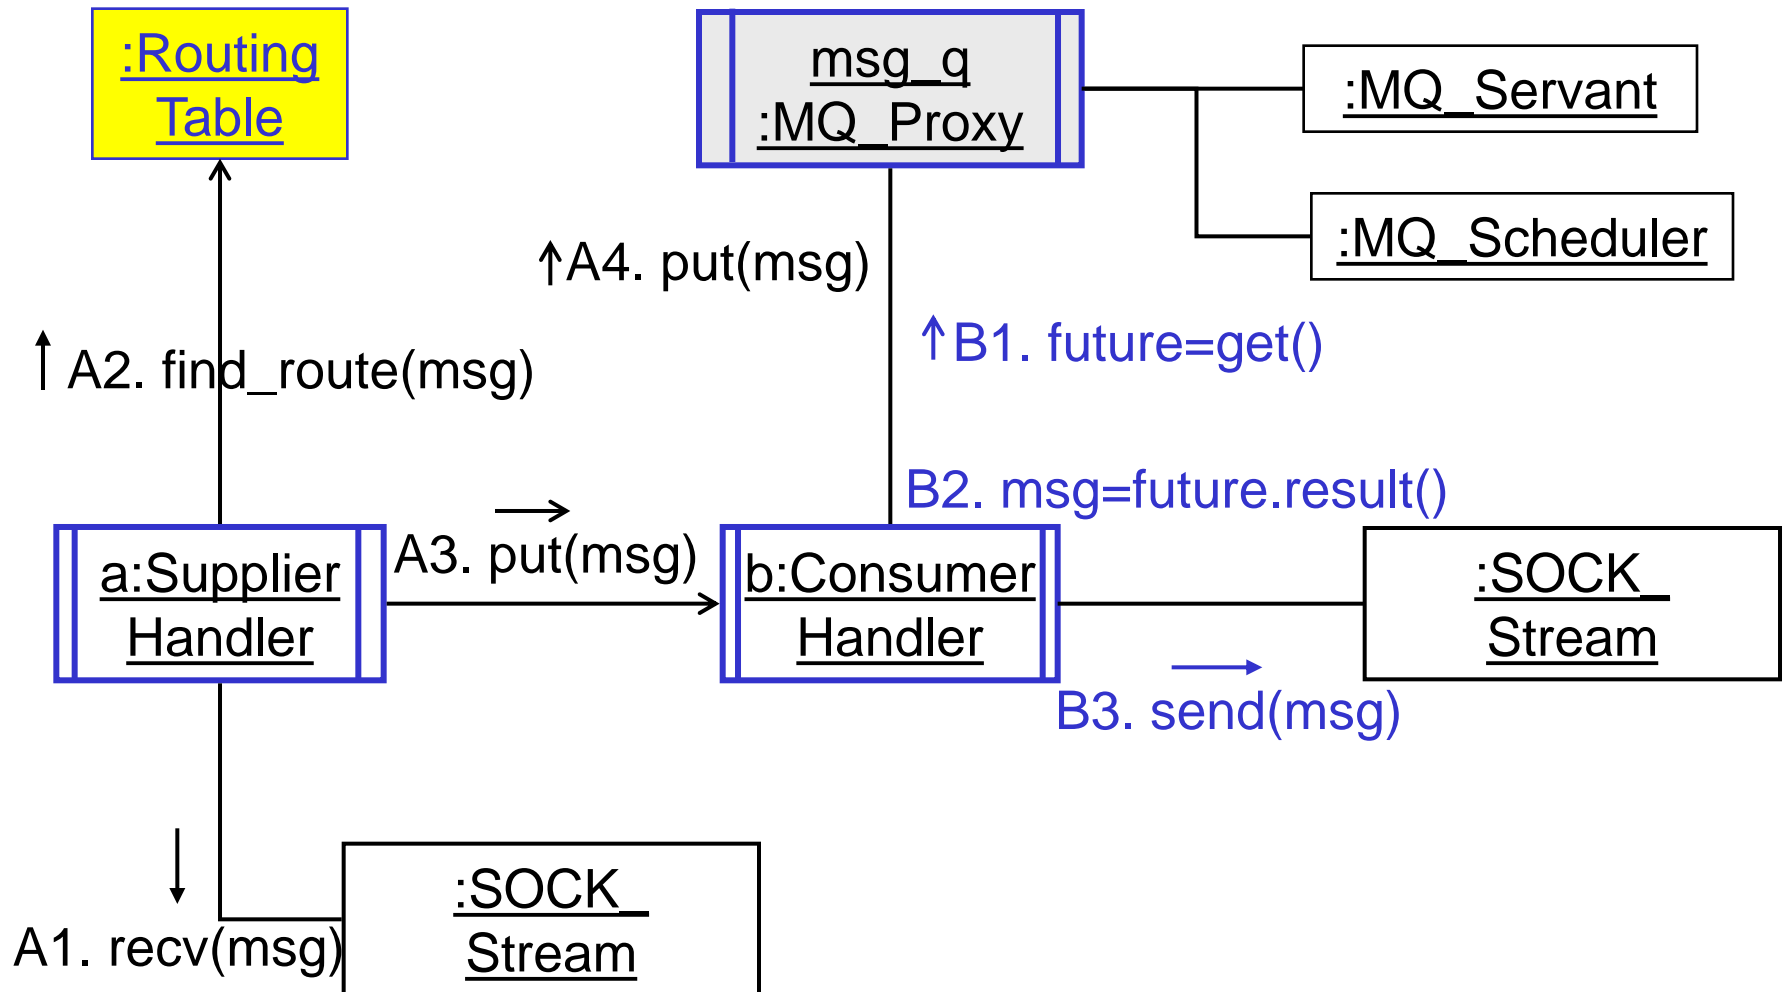 :Routing
Table
msg_q
:MQ_Proxy
:MQ_Servant
:MQ_Scheduler
A4. put(msg)
B1. future=get()
A2. find_route(msg)
B2. msg=future.result()
A3. put(msg)
a:Supplier
Handler
b:Consumer
Handler
:SOCK_
Stream
B3. send(msg)
A1. recv(msg)
:SOCK_
Stream